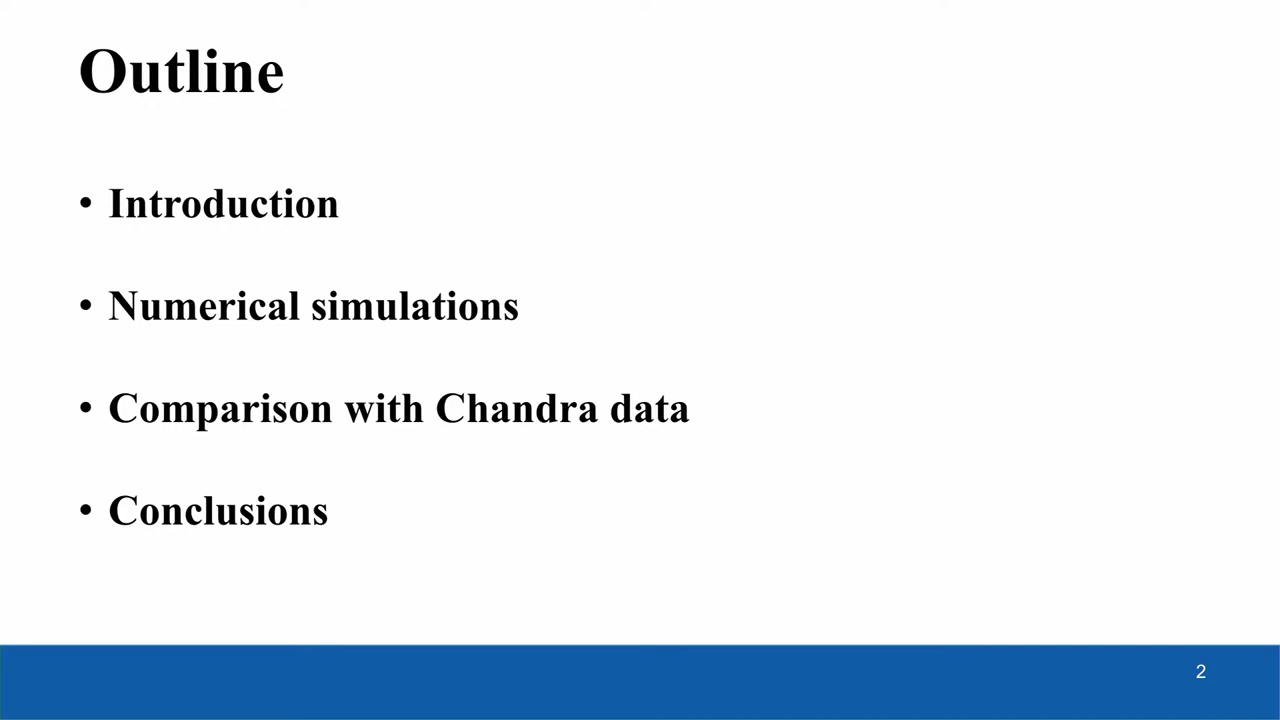 Outline
• Introduction
• Numerical simulations
• Comparison with Chandra data
• Conclusions
2